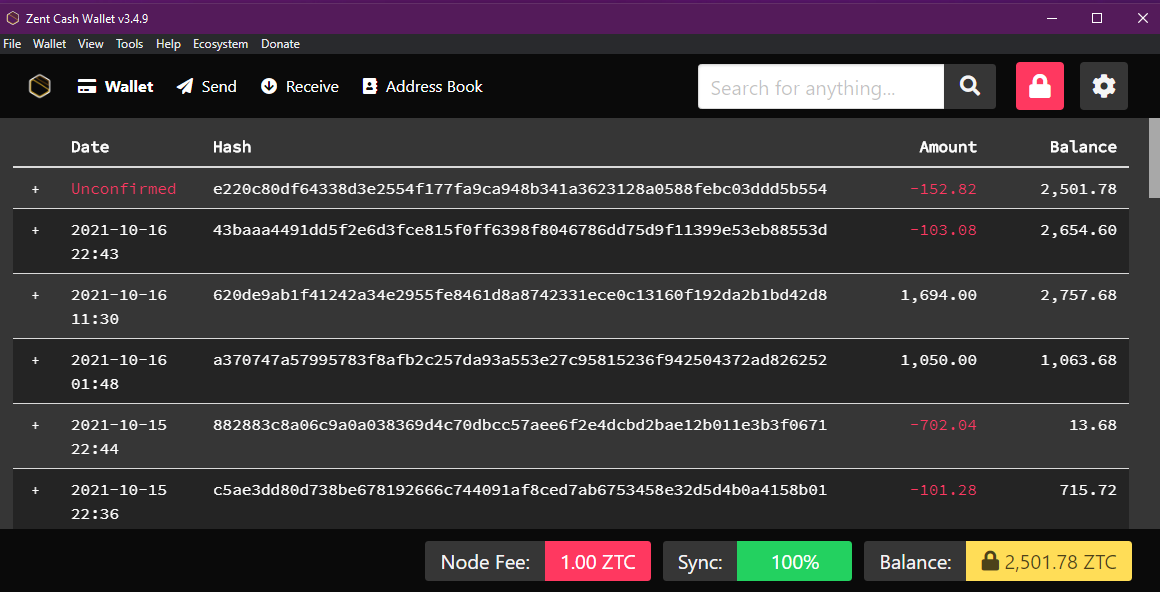 Zent Cash Wallet v3.4.9
File Wallet View Tools Help Ecosystem Donate
Wallet Send Receive Address Book Search for anything...
Date Hash Amount Balance
+ Unconfirmed e220c80df64338d3e2554f177fa9ca948b341a3623128a0588febc03ddd5b554 -152.82 2,501.78
+ 2021-10-16 43baaa4491dd5f2e6d3fce815f0ff6398f8046786dd75d9f11399e53eb88553d -103.08 2,654.60
22:43
+ 2021-10-16 620de9ab1f41242a34e2955fe8461d8a8742331ece0c13160f192da2b1bd42d8 1,694.00 2,757.68
11:30
+ 2021-10-16 a370747a57995783f8afb2c257da93a553e27c95815236f942504372ad826252 1,050.00 1,063.68
01:48
+ 2021-10-15 882883c8a06c9a0a038369d4c70dbcc57aee6f2e4dcbd2bae12b011e3b3f0671 -702.04 13.68
22:44
+ 2021-10-15 c5ae3dd80d738be678192666c744091af8ced7ab6753458e32d5d4b0a4158b01 -101.28 715.72
22:36
Node Fee: 1.00 ZTC Sync: 100% Balance: 2,501.78 ZTC